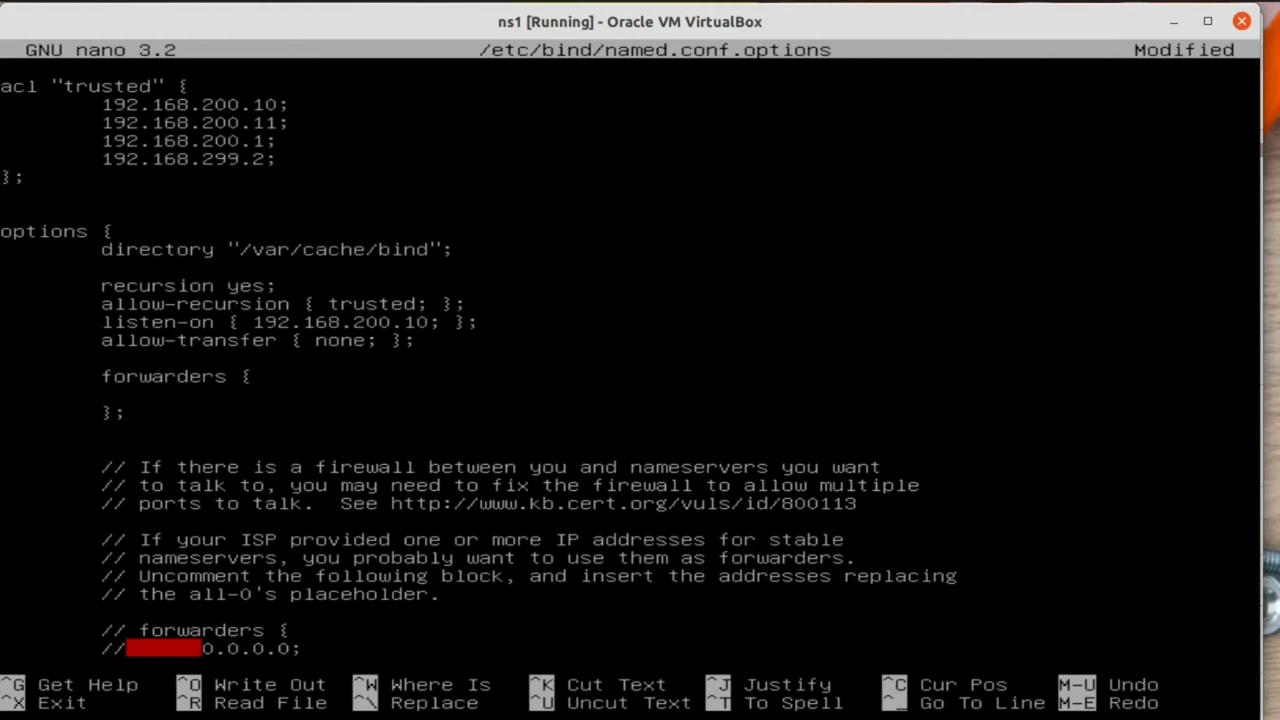 ns1 [Running] - Oracle VM VirtualBox
GNU nano 3.2 /etc/bind/named.conf.options Modified
acl "trusted" {
192.168.200.10;
192.168.200.11;
192.168.200.1;
192.168.299.2;
};
options {
directory "/var/cache/bind";
recursion yes;
allow-recursion { trusted; };
listen-on { 192.168.200.10; };
allow-transfer { none; };
forwarders {
};
// If there is a firewall between you and nameservers you want
// to talk to, you may need to fix the firewall to allow multiple
// ports to talk.  See http://www.kb.cert.org/vuls/id/800113
// If your ISP provided one or more IP addresses for stable
// nameservers, you probably want to use them as forwarders.
// Uncomment the following block, and insert the addresses replacing
// the all-0's placeholder.
// forwarders {
// 0.0.0.0;
^G Get Help ^O Write Out ^W Where Is ^K Cut Text ^J Justify ^C Cur Pos M-U Undo
^X Exit ^R Read File ^\ Replace ^U Uncut Text ^T To Spell ^_ Go To Line M-E Redo